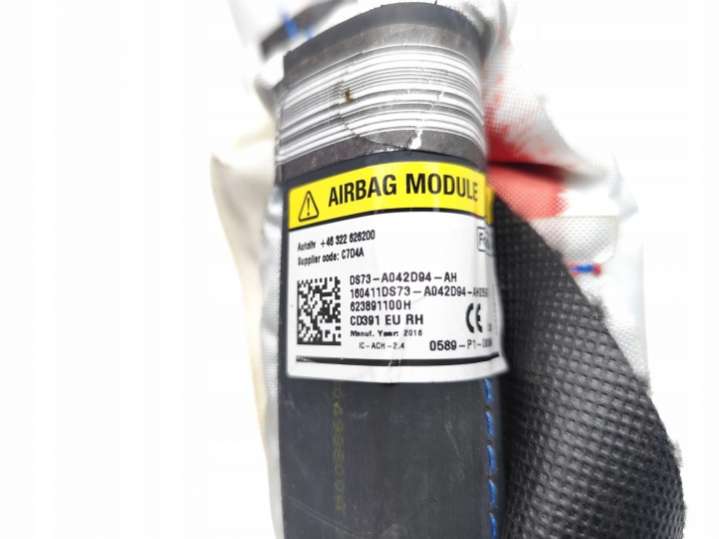 AIRBAG MODULE
Autoliv +46 322 626200
Supplier code: C7D4A
DS73-A042D94-AH
160411DS73-A042D94-AH
623891100H
CD391 EU RH
Manuf. Year: 2016
IC-ACH-2.4
CE
0589-P1-